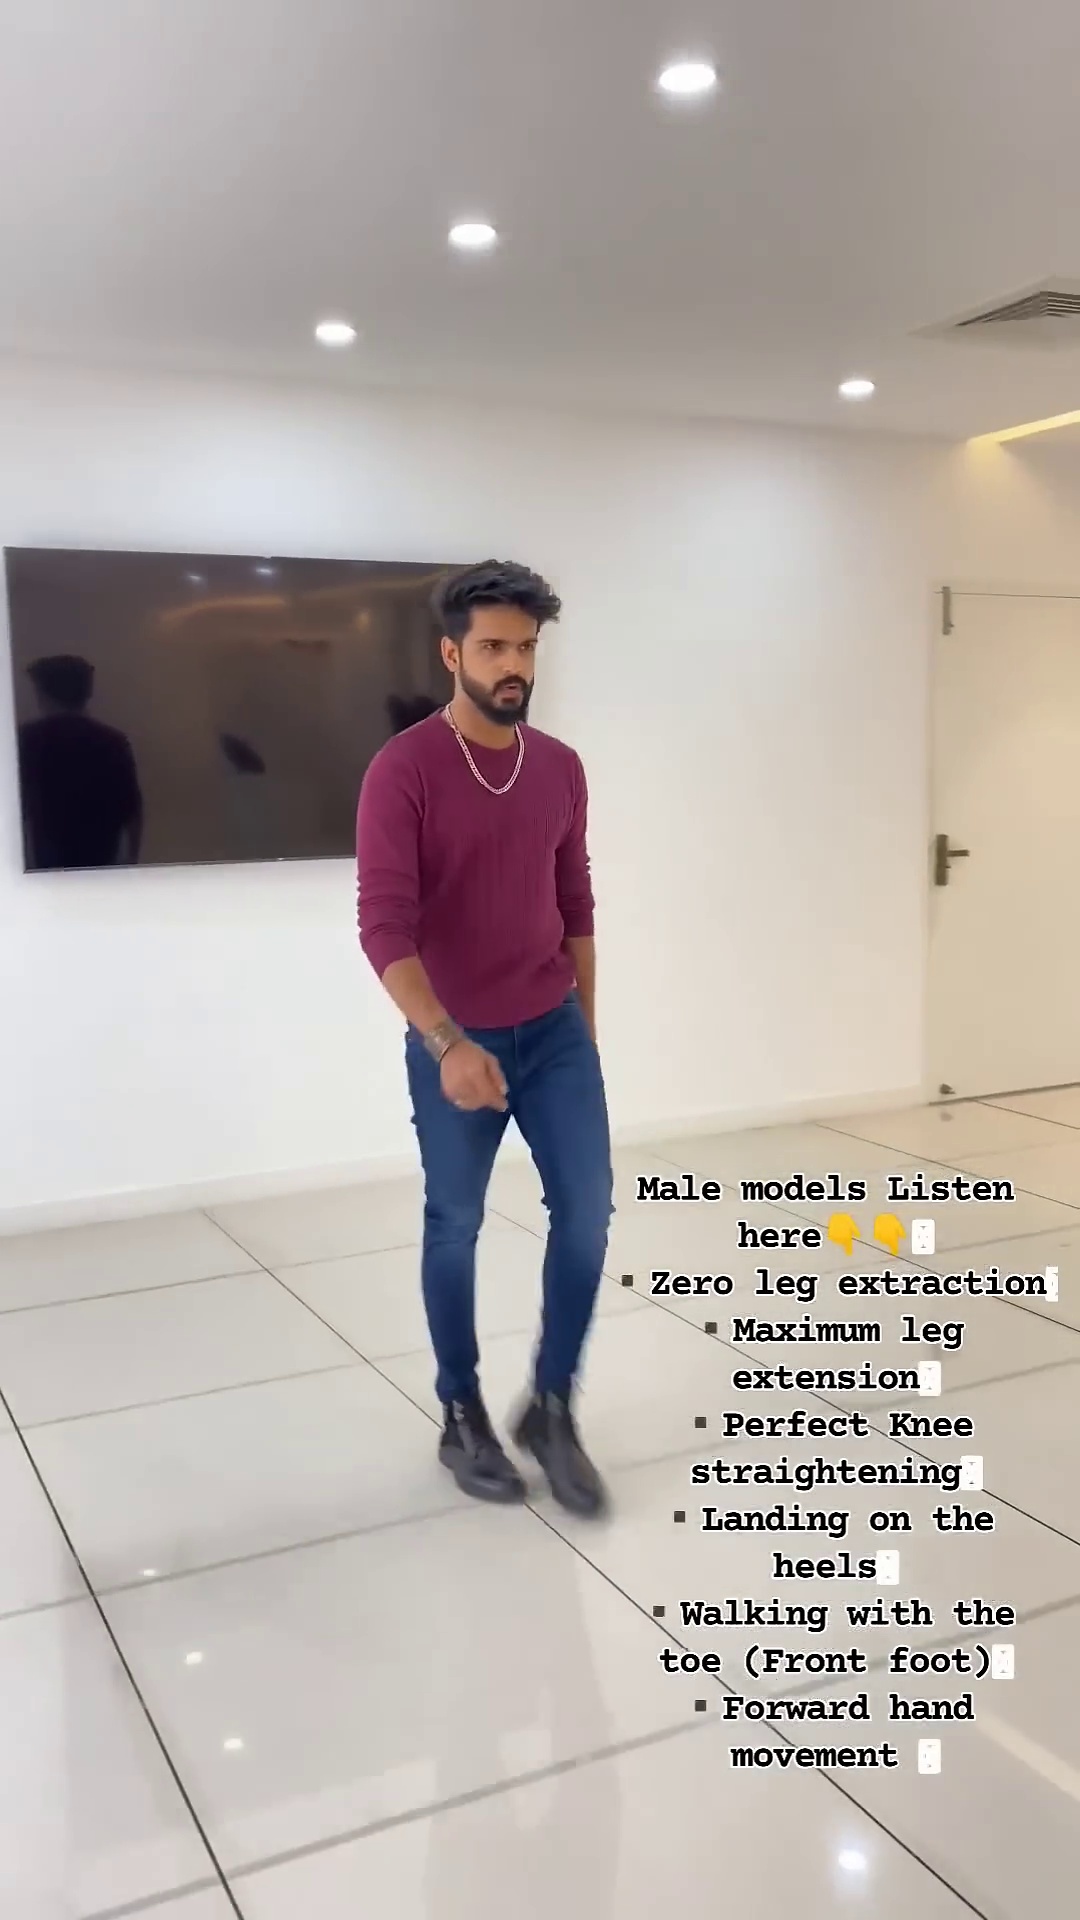 Male models Listen
here👇👇
▪ Zero leg extraction
▪ Maximum leg
extension
▪ Perfect Knee
straightening
▪ Landing on the
heels
▪ Walking with the
toe (Front foot)
▪ Forward hand
movement